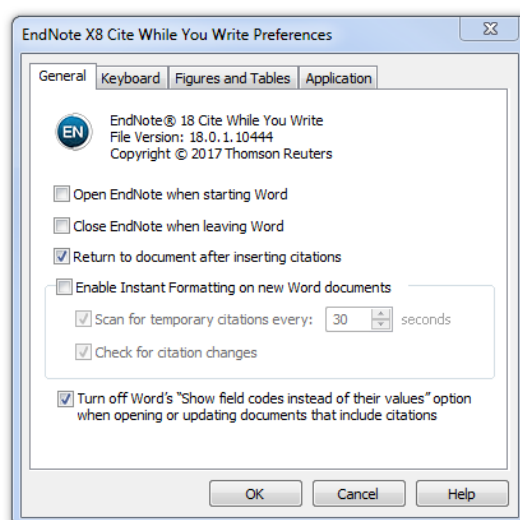 EndNote X8 Cite While You Write Preferences
General Keyboard Figures and Tables Application
EN
EndNote® 18 Cite While You Write
File Version: 18.0.1.10444
Copyright © 2017 Thomson Reuters
Open EndNote when starting Word
Close EndNote when leaving Word
Return to document after inserting citations
Enable Instant Formatting on new Word documents
Scan for temporary citations every: 30 seconds
Check for citation changes
Turn off Word's "Show field codes instead of their values" option
when opening or updating documents that include citations
OK Cancel Help